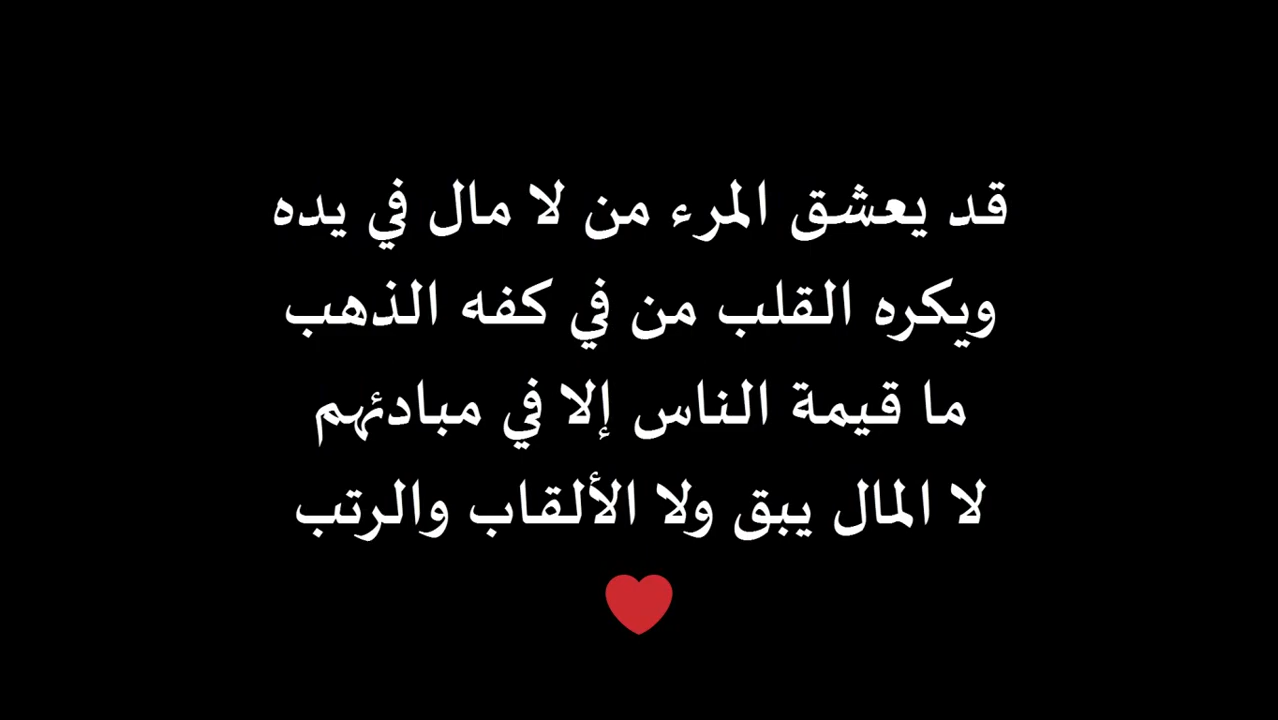 قد يعشق المرء من لا مال في يده
ويكره القلب من في كفه الذهب
ما قيمة الناس إلا في مبادئهم
لا المال يبق ولا الألقاب والرتب